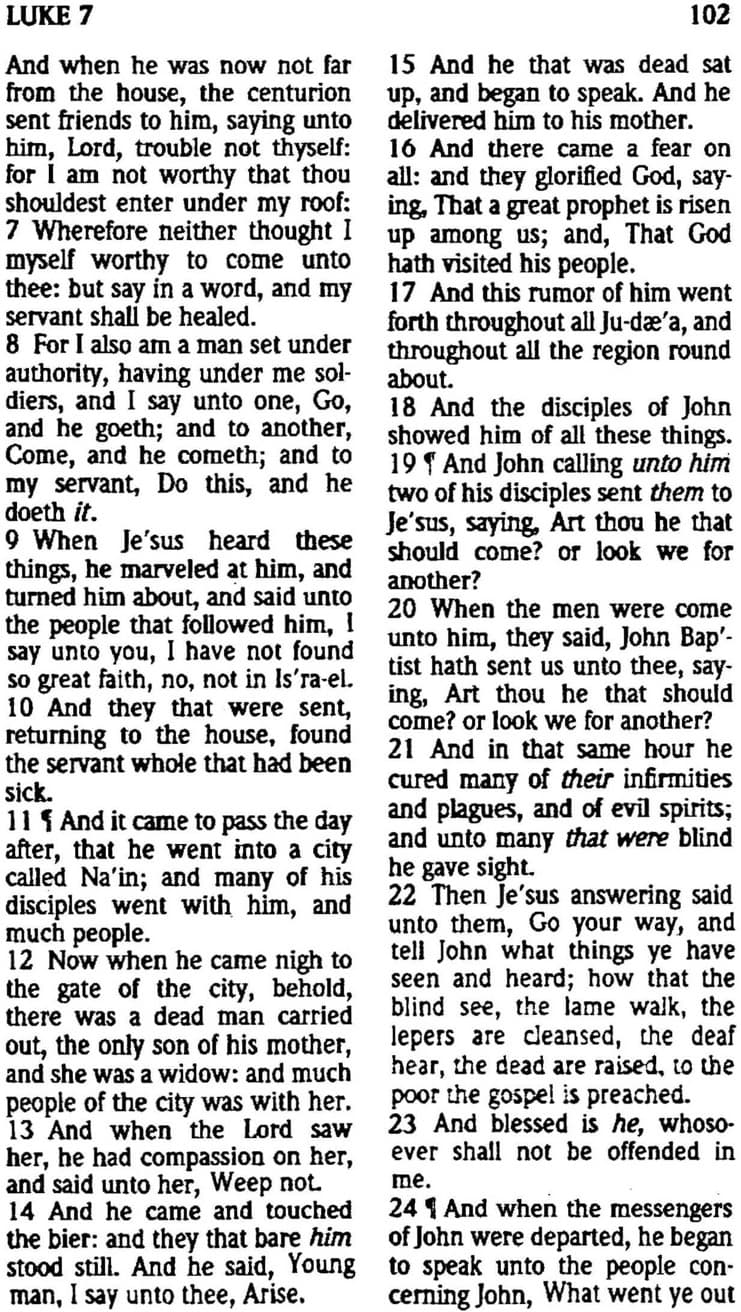 LUKE 7
102
And when he was now not far
from the house, the centurion
sent friends to him, saying unto
him, Lord, trouble not thyself:
for I am not worthy that thou
shouldest enter under my roof:
7 Wherefore neither thought I
myself worthy to come unto
thee: but say in a word, and my
servant shall be healed.
8 For I also am a man set under
authority, having under me sol-
diers, and I say unto one, Go,
and he goeth; and to another,
Come, and he cometh; and to
my servant, Do this, and he
doeth it.
9 When Je′sus heard these
things, he marveled at him, and
turned him about, and said unto
the people that followed him, I
say unto you, I have not found
so great faith, no, not in Is′ra-el.
10 And they that were sent,
returning to the house, found
the servant whole that had been
sick.
11 ¶ And it came to pass the day
after, that he went into a city
called Na′in; and many of his
disciples went with him, and
much people.
12 Now when he came nigh to
the gate of the city, behold,
there was a dead man carried
out, the only son of his mother,
and she was a widow: and much
people of the city was with her.
13 And when the Lord saw
her, he had compassion on her,
and said unto her, Weep not.
14 And he came and touched
the bier: and they that bare him
stood still. And he said, Young
man, I say unto thee, Arise.
15 And he that was dead sat
up, and began to speak. And he
delivered him to his mother.
16 And there came a fear on
all: and they glorified God, say-
ing, That a great prophet is risen
up among us; and, That God
hath visited his people.
17 And this rumor of him went
forth throughout all Ju-dæ′a, and
throughout all the region round
about.
18 And the disciples of John
showed him of all these things.
19 ¶ And John calling unto him
two of his disciples sent them to
Je′sus, saying, Art thou he that
should come? or look we for
another?
20 When the men were come
unto him, they said, John Bap′-
tist hath sent us unto thee, say-
ing, Art thou he that should
come? or look we for another?
21 And in that same hour he
cured many of their infirmities
and plagues, and of evil spirits;
and unto many that were blind
he gave sight.
22 Then Je′sus answering said
unto them, Go your way, and
tell John what things ye have
seen and heard; how that the
blind see, the lame walk, the
lepers are cleansed, the deaf
hear, the dead are raised, to the
poor the gospel is preached.
23 And blessed is he, whoso-
ever shall not be offended in
me.
24 ¶ And when the messengers
of John were departed, he began
to speak unto the people con-
cerning John, What went ye out